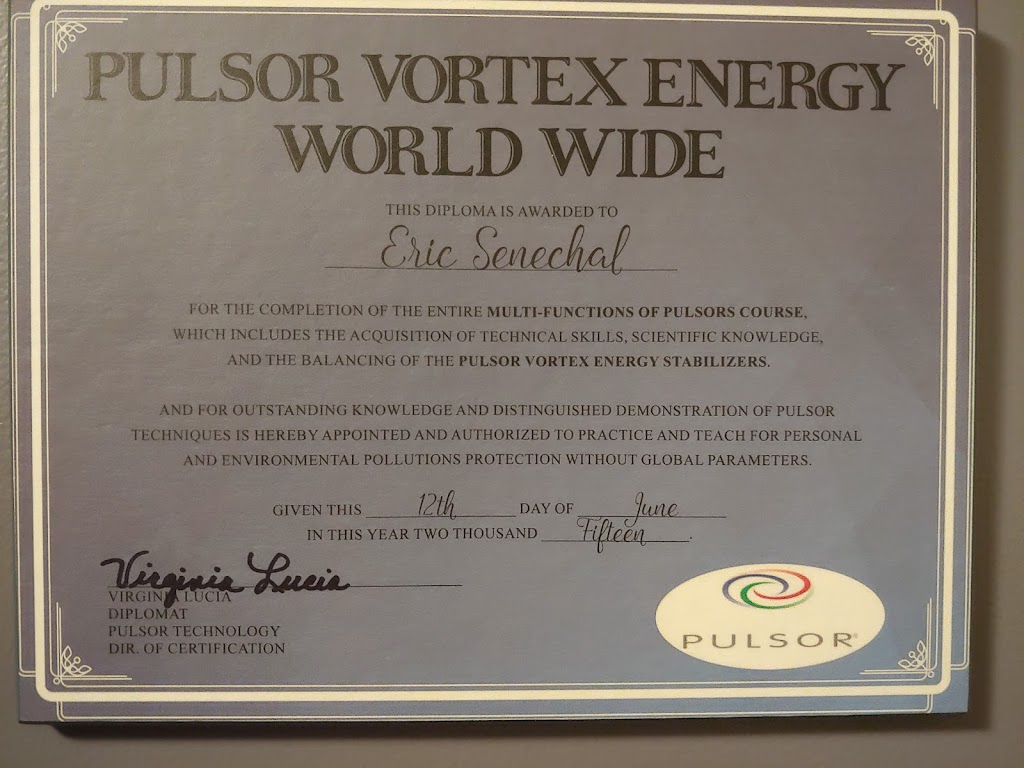 PULSOR VORTEX ENERGY
WORLD WIDE
THIS DIPLOMA IS AWARDED TO
Eric Senechal
FOR THE COMPLETION OF THE ENTIRE MULTI-FUNCTIONS OF PULSORS COURSE,
WHICH INCLUDES THE ACQUISITION OF TECHNICAL SKILLS, SCIENTIFIC KNOWLEDGE,
AND THE BALANCING OF THE PULSOR VORTEX ENERGY STABILIZERS.
AND FOR OUTSTANDING KNOWLEDGE AND DISTINGUISHED DEMONSTRATION OF PULSOR
TECHNIQUES IS HEREBY APPOINTED AND AUTHORIZED TO PRACTICE AND TEACH FOR PERSONAL
AND ENVIRONMENTAL POLLUTIONS PROTECTION WITHOUT GLOBAL PARAMETERS.
GIVEN THIS 12th DAY OF June
IN THIS YEAR TWO THOUSAND Fifteen.
Virginia Lucia
VIRGINIA LUCIA
DIPLOMAT
PULSOR TECHNOLOGY
DIR. OF CERTIFICATION
PULSOR®